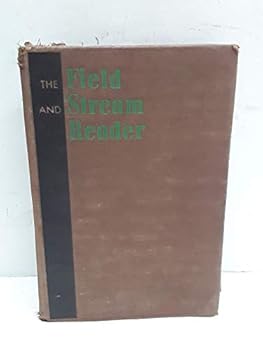 THE Field
AND Stream
Reader